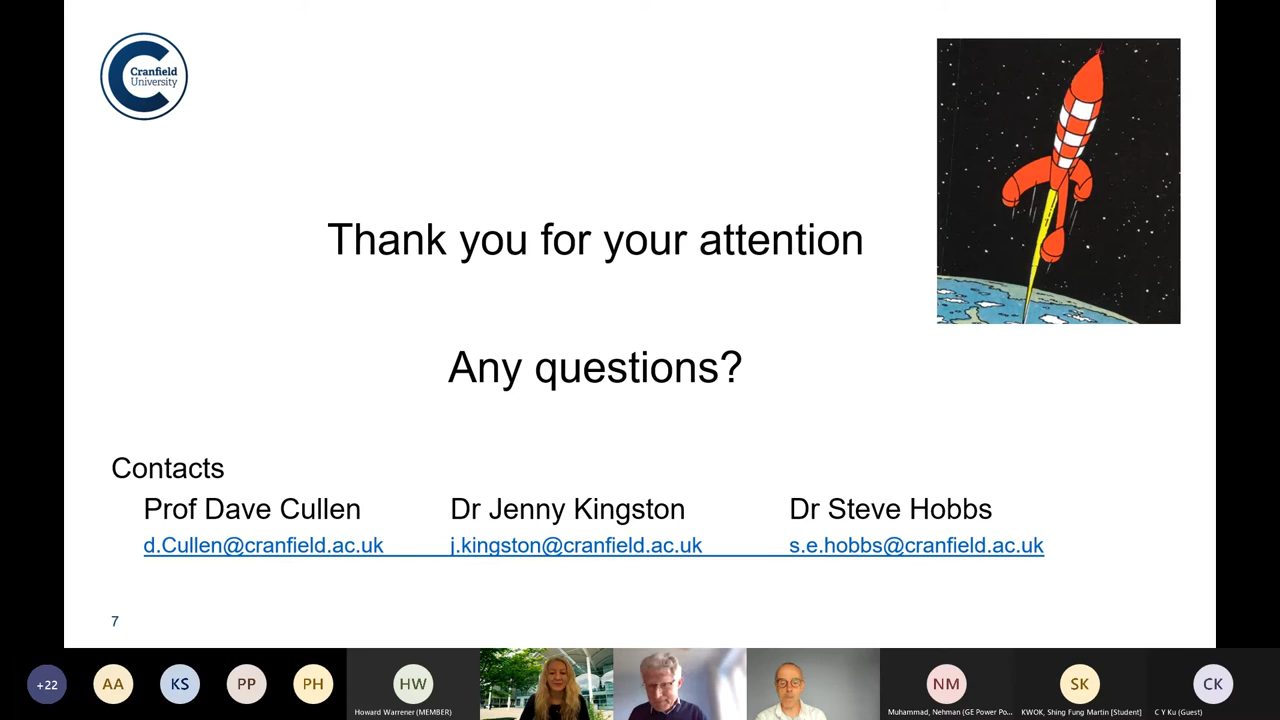 Cranfield
University
Thank you for your attention
Any questions?
Contacts
Prof Dave Cullen Dr Jenny Kingston Dr Steve Hobbs
d.Cullen@cranfield.ac.uk j.kingston@cranfield.ac.uk s.e.hobbs@cranfield.ac.uk
7
+22 AA KS PP PH HW NM SK CK
Howard Warrener (MEMBER) Muhammad, Nehman (GE Power Po... KWOK, Shing Fung Martin [Student] C Y Ku (Guest)